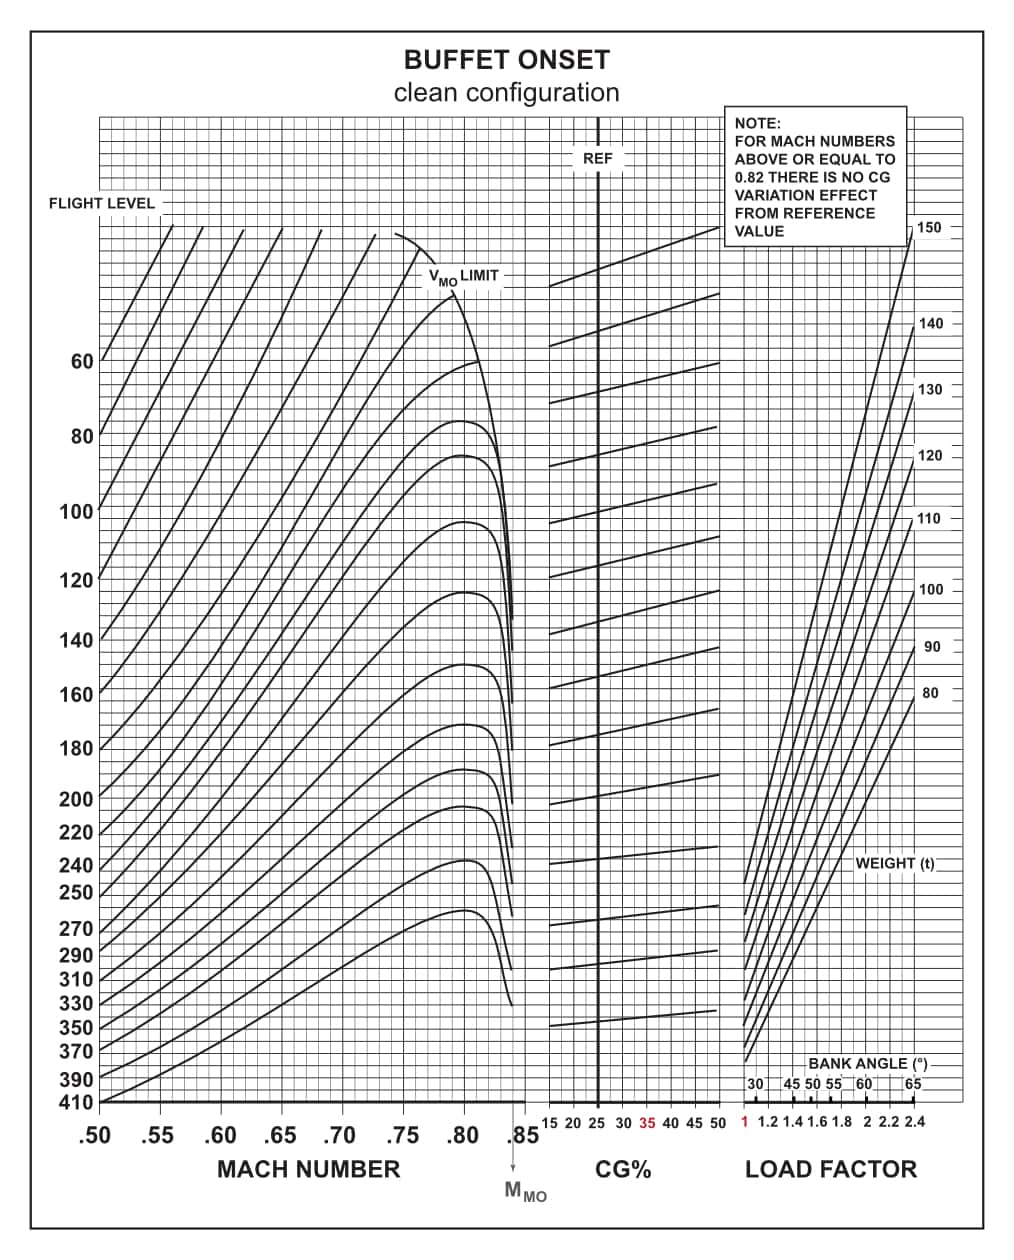 BUFFET ONSET
clean configuration
NOTE:
FOR MACH NUMBERS
ABOVE OR EQUAL TO
0.82 THERE IS NO CG
VARIATION EFFECT
FROM REFERENCE
VALUE
REF
FLIGHT LEVEL
150
VMO LIMIT
140
60
130
80
120
100
110
120
100
140
90
160
80
180
200
220
240
WEIGHT (t)
250
270
290
310
330
350
370
BANK ANGLE (°)
390
30 45 50 55 60 65
410
.50 .55 .60 .65 .70 .75 .80 .85
15 20 25 30 35 40 45 50
1 1.2 1.4 1.6 1.8 2 2.2 2.4
MACH NUMBER
CG%
LOAD FACTOR
MMO